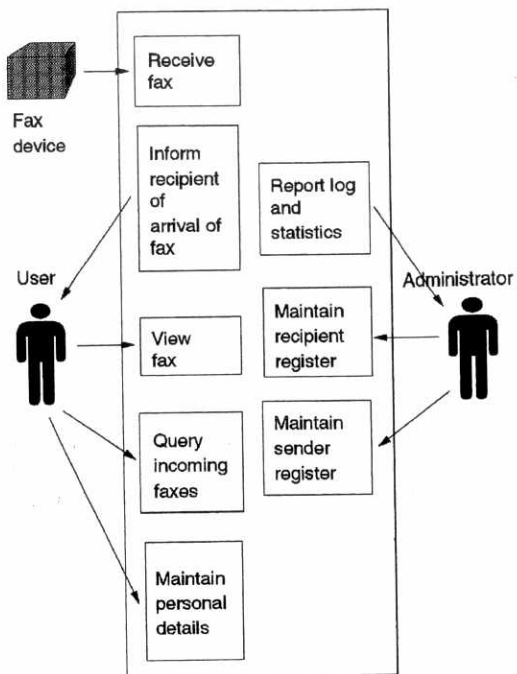 Receive
fax
Fax
device
Inform
recipient
of
arrival of
fax
Report log
and
statistics
User
Administrator
View
fax
Maintain
recipient
register
Query
incoming
faxes
Maintain
sender
register
Maintain
personal
details